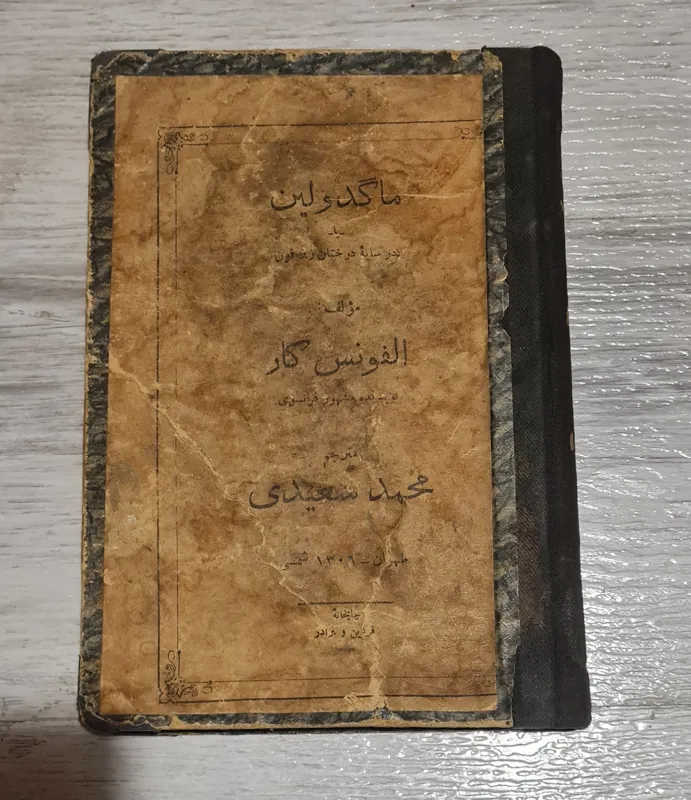 ماگدولین
یا
در سایهٔ درختان زیزفون
مؤلف:
الفونس کار
نویسنده مشهور فرانسوی
مترجم
محمد سعیدی
طهران - ۱۳۰۶ شمسی
چاپخانهٔ
فردین و برادر